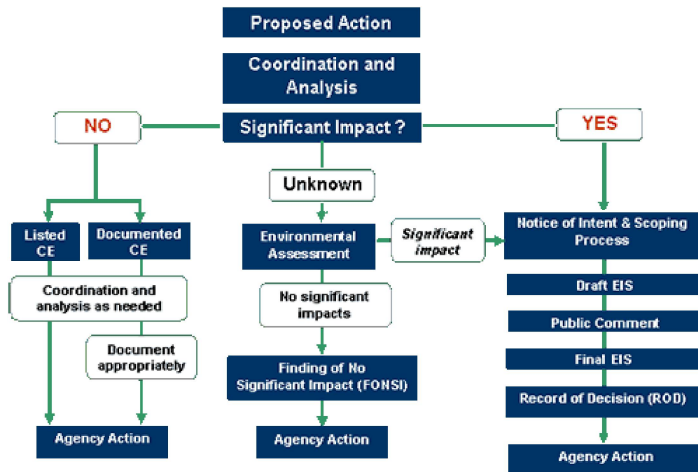 Proposed Action
Coordination and
Analysis
NO
Significant Impact ?
YES
Unknown
Listed
CE
Documented
CE
Environmental
Assessment
Significant
impact
Notice of Intent & Scoping
Process
Coordination and
analysis as needed
No significant
impacts
Draft EIS
Public Comment
Document
appropriately
Finding of No
Significant Impact (FONSI)
Final EIS
Record of Decision (ROD)
Agency Action
Agency Action
Agency Action